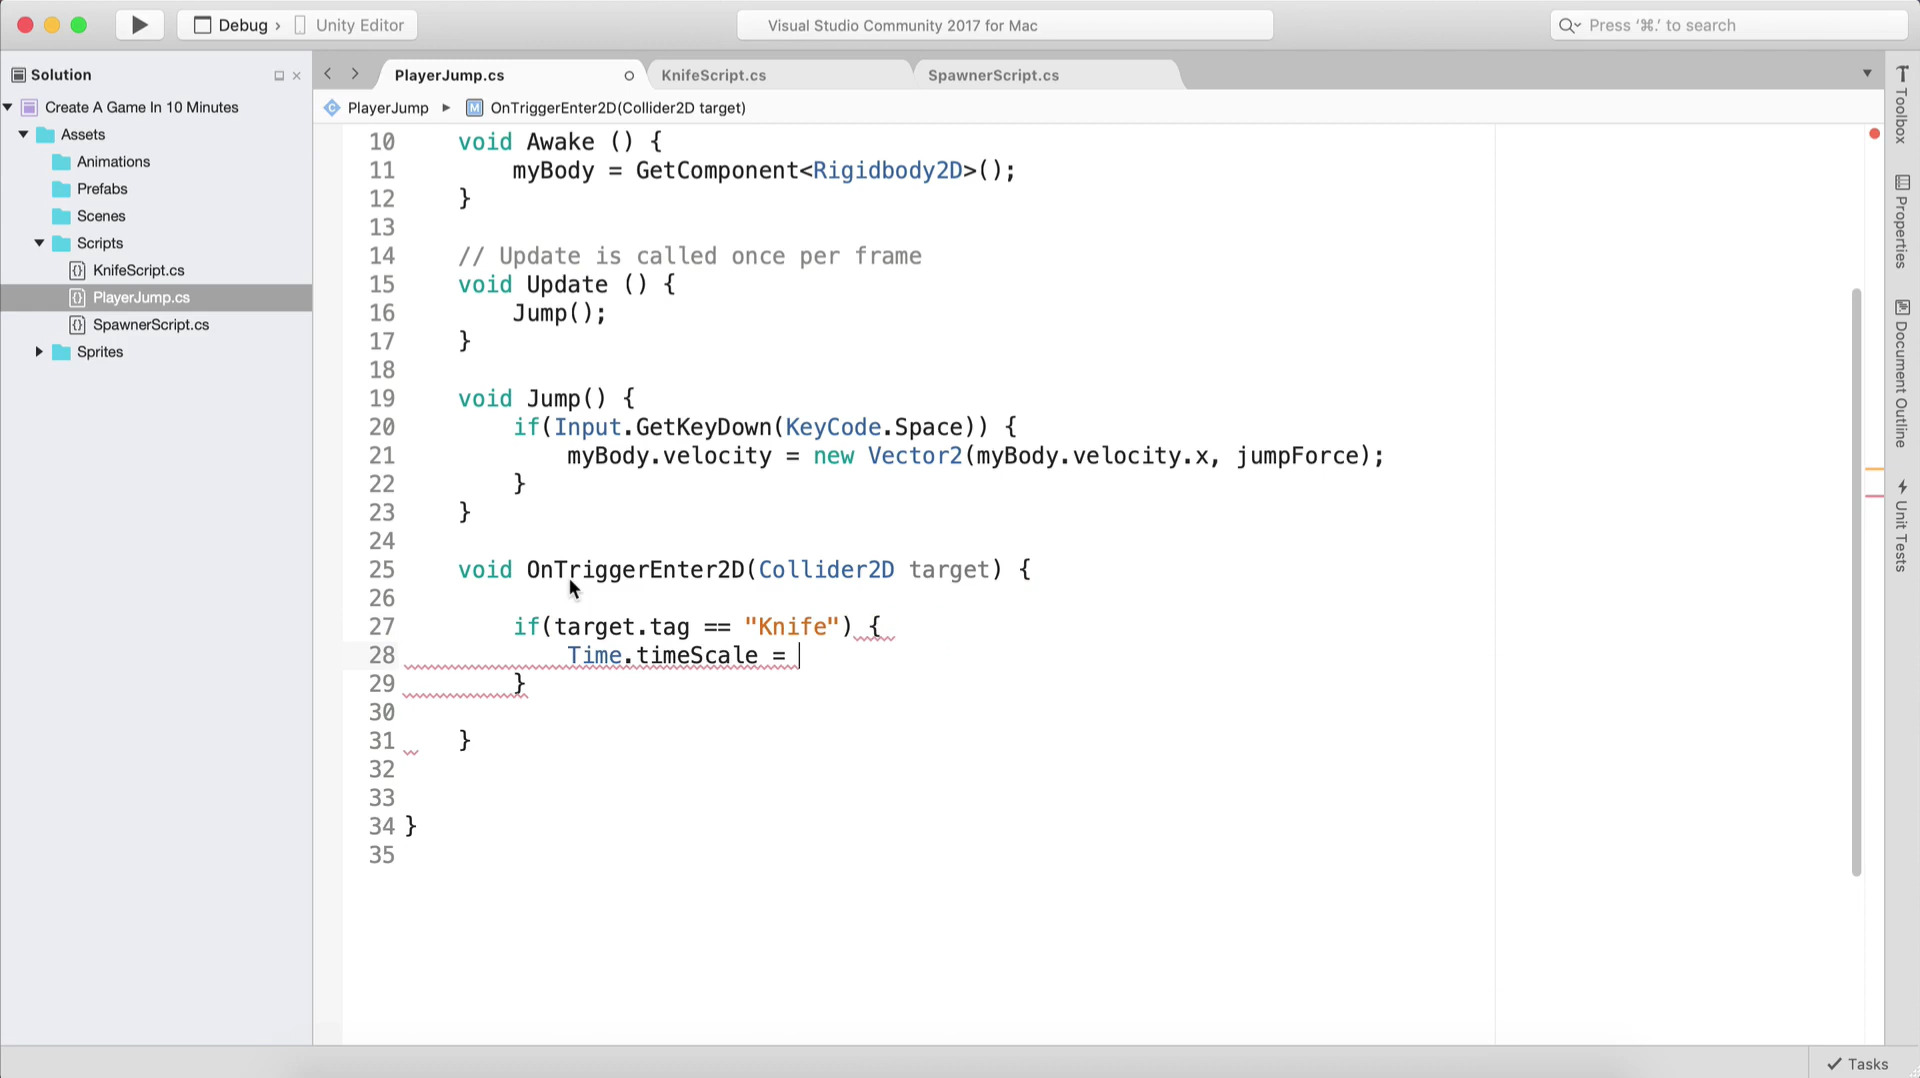 Debug › Unity Editor
Visual Studio Community 2017 for Mac
Press ‘⌘.’ to search
Solution
Create A Game In 10 Minutes
Assets
Animations
Prefabs
Scenes
Scripts
KnifeScript.cs
PlayerJump.cs
SpawnerScript.cs
Sprites
PlayerJump.cs
KnifeScript.cs
SpawnerScript.cs
PlayerJump
M OnTriggerEnter2D(Collider2D target)
10 void Awake () {
11 myBody = GetComponent<Rigidbody2D>();
12 }
13
14 // Update is called once per frame
15 void Update () {
16 Jump();
17 }
18
19 void Jump() {
20 if(Input.GetKeyDown(KeyCode.Space)) {
21 myBody.velocity = new Vector2(myBody.velocity.x, jumpForce);
22 }
23 }
24
25 void OnTriggerEnter2D(Collider2D target) {
26
27 if(target.tag == "Knife") {
28 Time.timeScale =
29 }
30
31 }
32
33
34 }
35
Toolbox
Properties
Document Outline
Unit Tests
Tasks